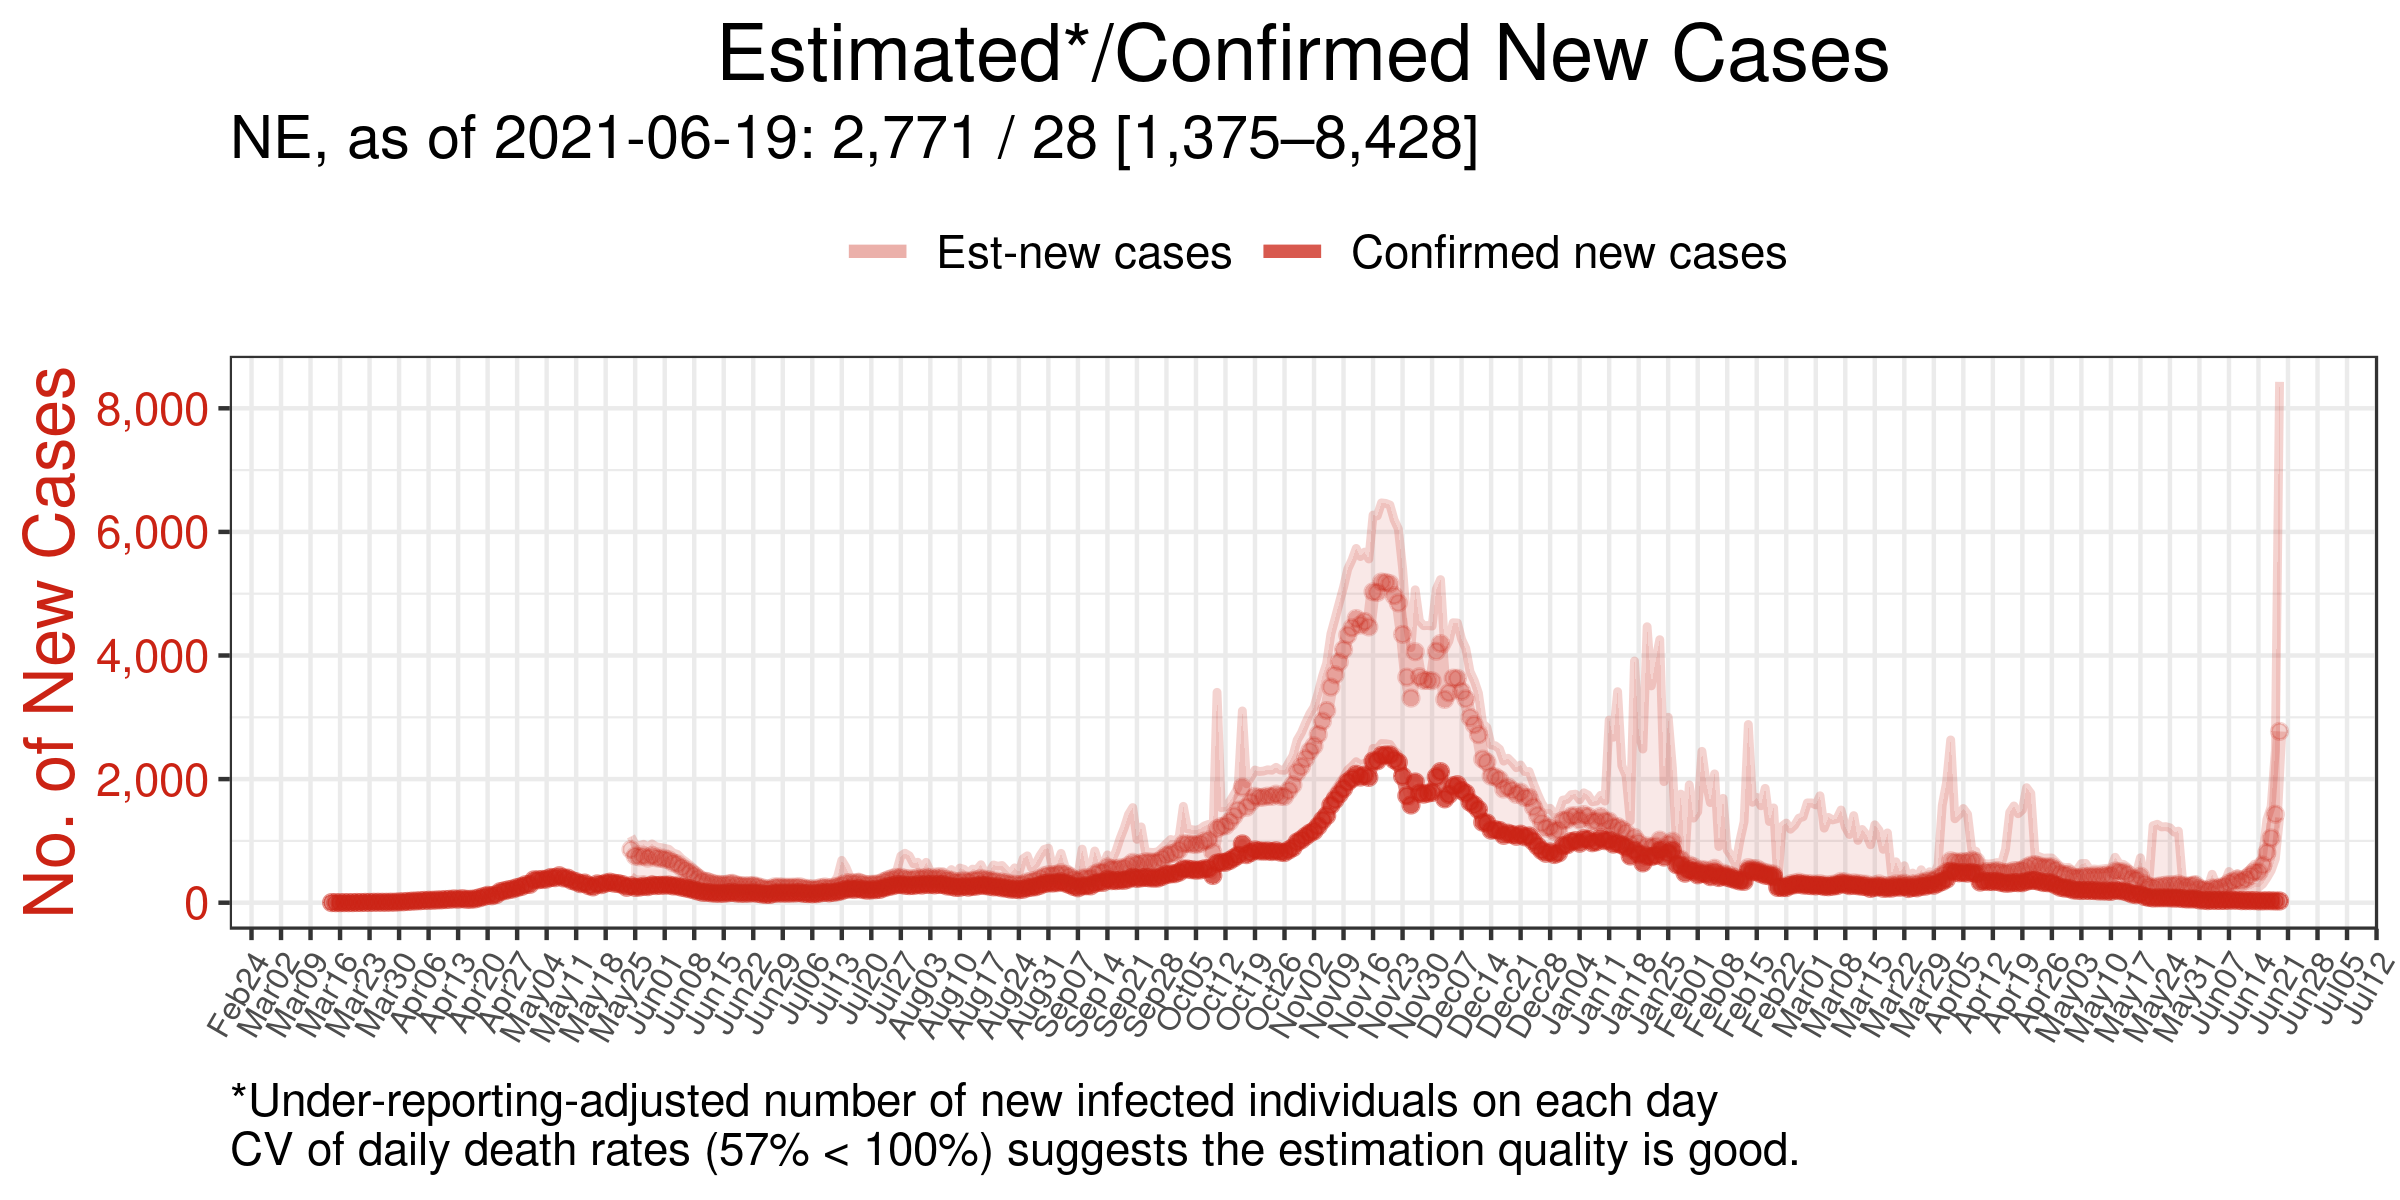 Estimated*/Confirmed New Cases
NE, as of 2021-06-19: 2,771 / 28 [1,375–8,428]
Est-new cases
Confirmed new cases
No. of New Cases
8,000
6,000
4,000
2,000
0
Feb24
Mar02
Mar09
Mar16
Mar23
Mar30
Apr06
Apr13
Apr20
Apr27
May04
May11
May18
May25
Jun01
Jun08
Jun15
Jun22
Jun29
Jul06
Jul13
Jul20
Jul27
Aug03
Aug10
Aug17
Aug24
Aug31
Sep07
Sep14
Sep21
Sep28
Oct05
Oct12
Oct19
Oct26
Nov02
Nov09
Nov16
Nov23
Nov30
Dec07
Dec14
Dec21
Dec28
Jan04
Jan11
Jan18
Jan25
Feb01
Feb08
Feb15
Feb22
Mar01
Mar08
Mar15
Mar22
Mar29
Apr05
Apr12
Apr19
Apr26
May03
May10
May17
May24
May31
Jun07
Jun14
Jun21
Jun28
Jul05
Jul12
*Under-reporting-adjusted number of new infected individuals on each day
CV of daily death rates (57% < 100%) suggests the estimation quality is good.